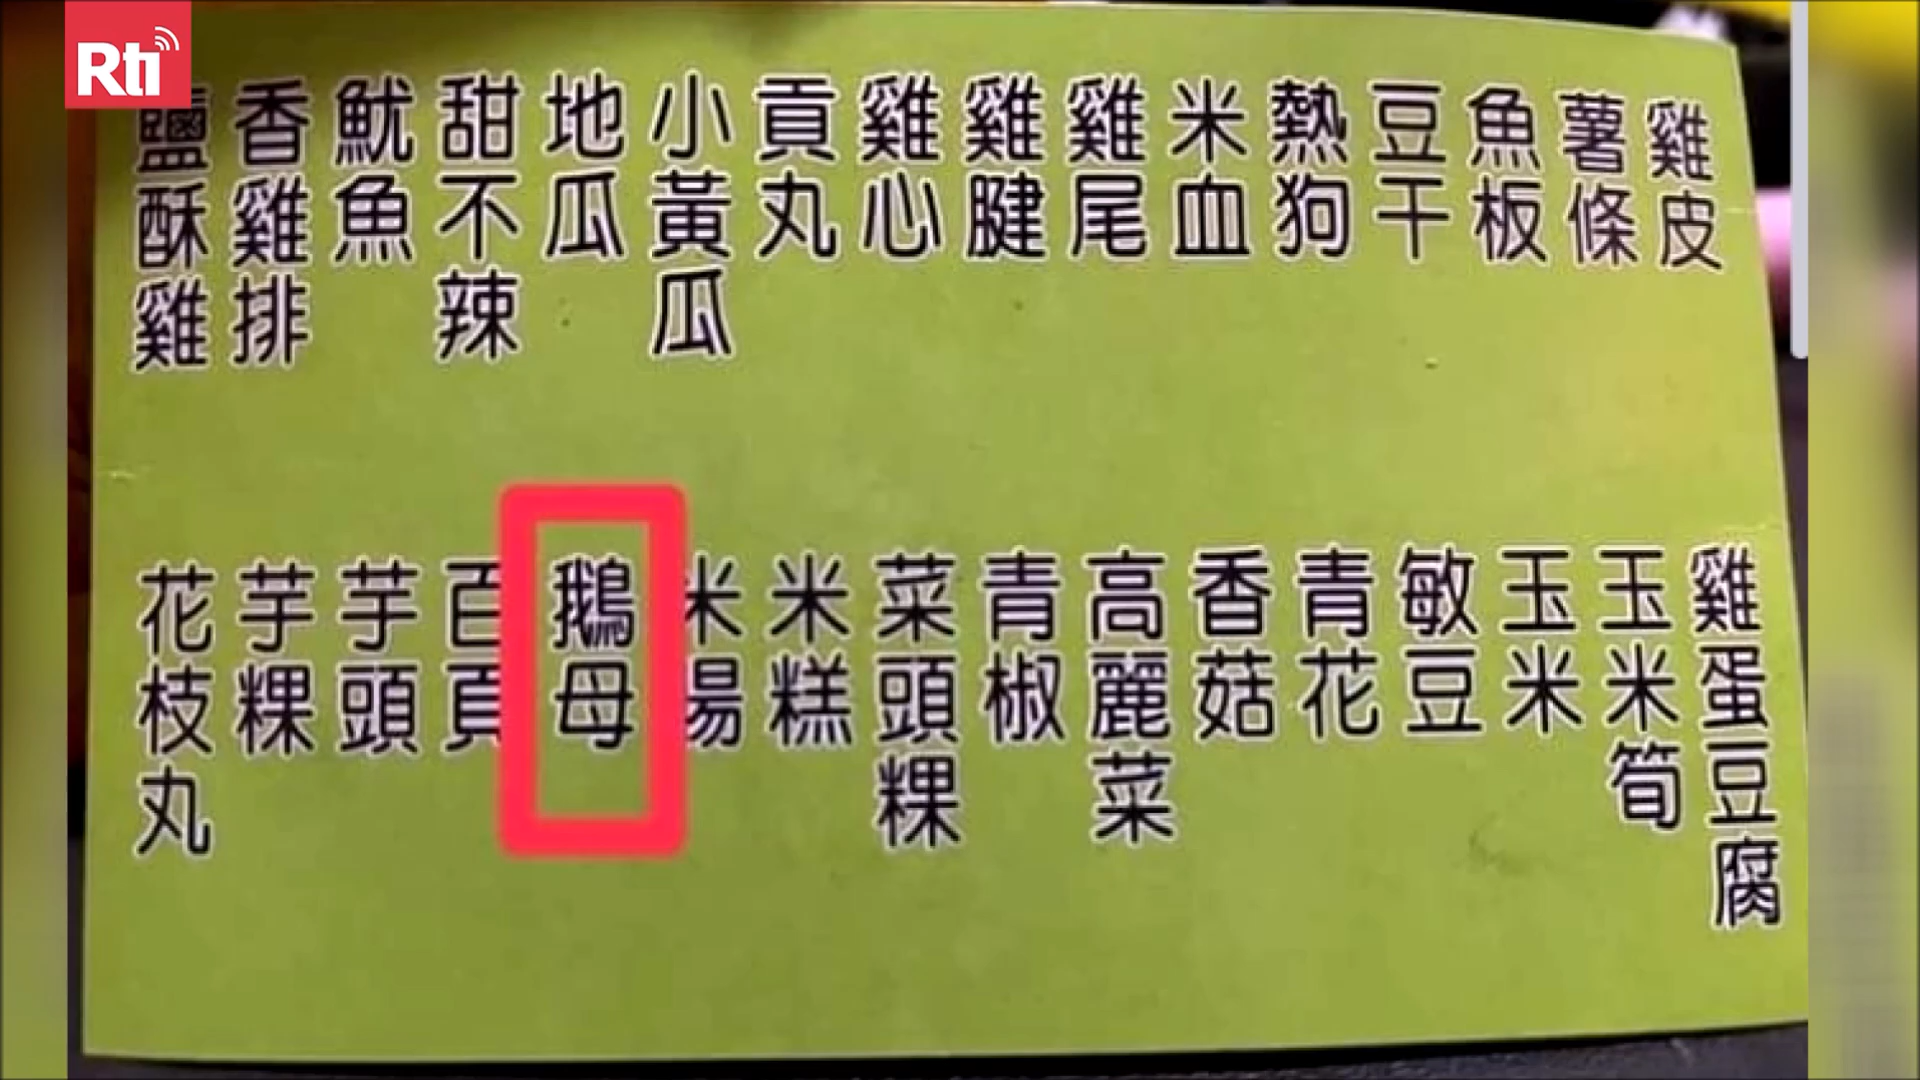 Rti
鹽酥雞
香雞排
魷魚
甜不辣
地瓜
小黃瓜
貢丸
雞心
雞腱
雞尾
米血
熱狗
豆干
魚板
薯條
雞皮
花枝丸
芋粿
芋頭
百頁
鵝母
米腸
米糕
菜頭粿
青椒
高麗菜
香菇
青花
敏豆
玉米
玉米筍
雞蛋豆腐